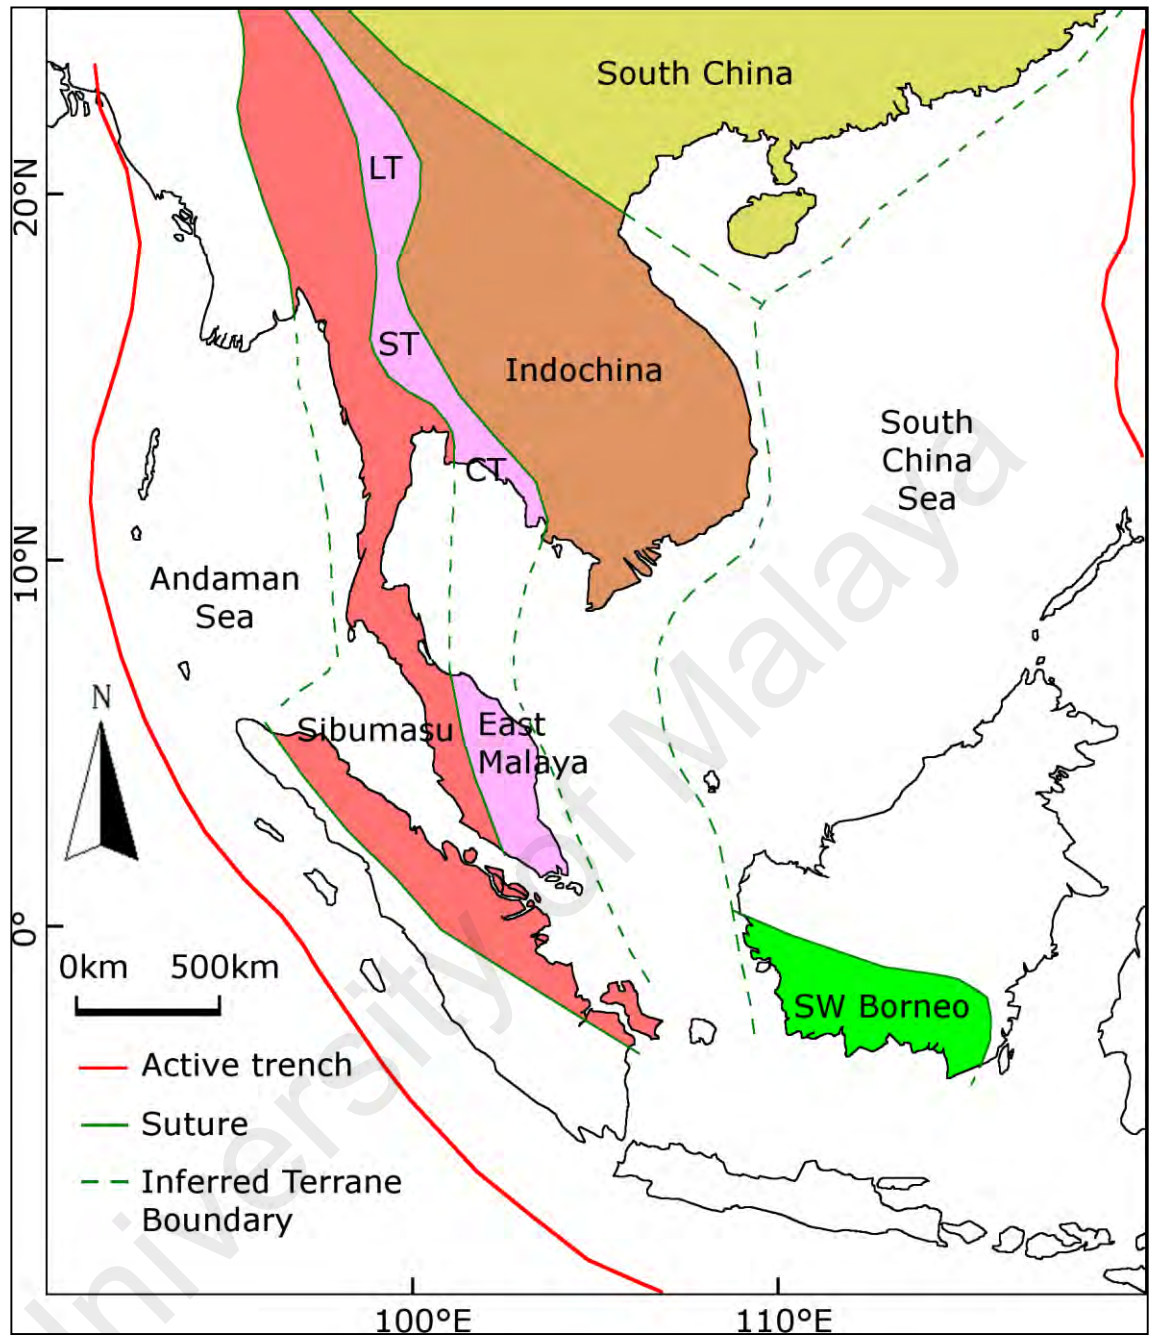 South China
LT
20°N
ST
Indochina
South
China
Sea
CT
10°N
Andaman
Sea
N
Sibumasu
East
Malaya
0°
0km 500km
SW Borneo
Active trench
Suture
Inferred Terrane
Boundary
100°E 110°E
University of Malaya